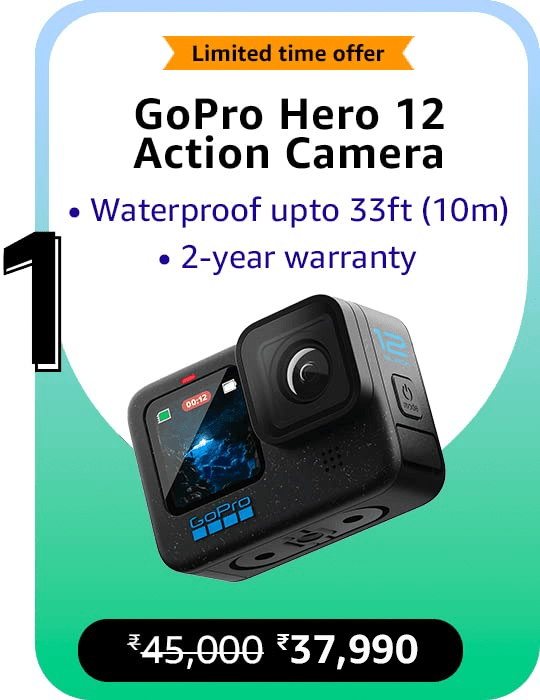 Limited time offer
GoPro Hero 12
Action Camera
• Waterproof upto 33ft (10m)
• 2-year warranty
1
12
00:12
mode
GoPro
₹45,000 ₹37,990